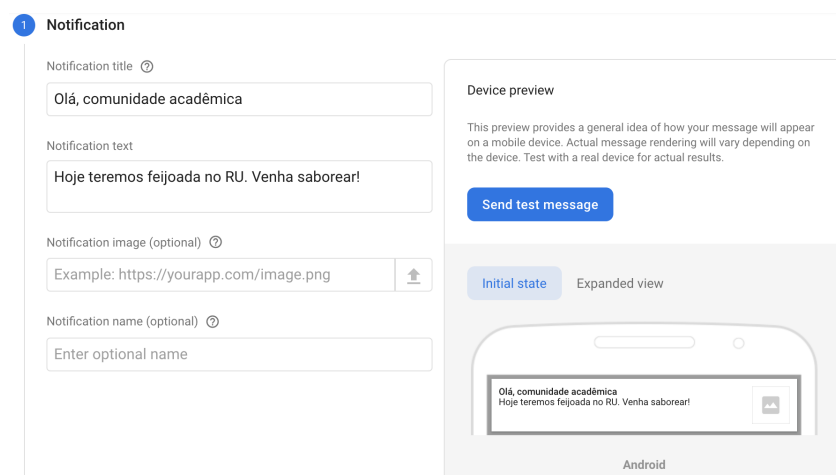 1 Notification
Notification title
Olá, comunidade acadêmica
Notification text
Hoje teremos feijoada no RU. Venha saborear!
Notification image (optional)
Example: https://yourapp.com/image.png
Notification name (optional)
Enter optional name
Device preview
This preview provides a general idea of how your message will appear
on a mobile device. Actual message rendering will vary depending on
the device. Test with a real device for actual results.
Send test message
Initial state Expanded view
Olá, comunidade acadêmica
Hoje teremos feijoada no RU. Venha saborear!
Android